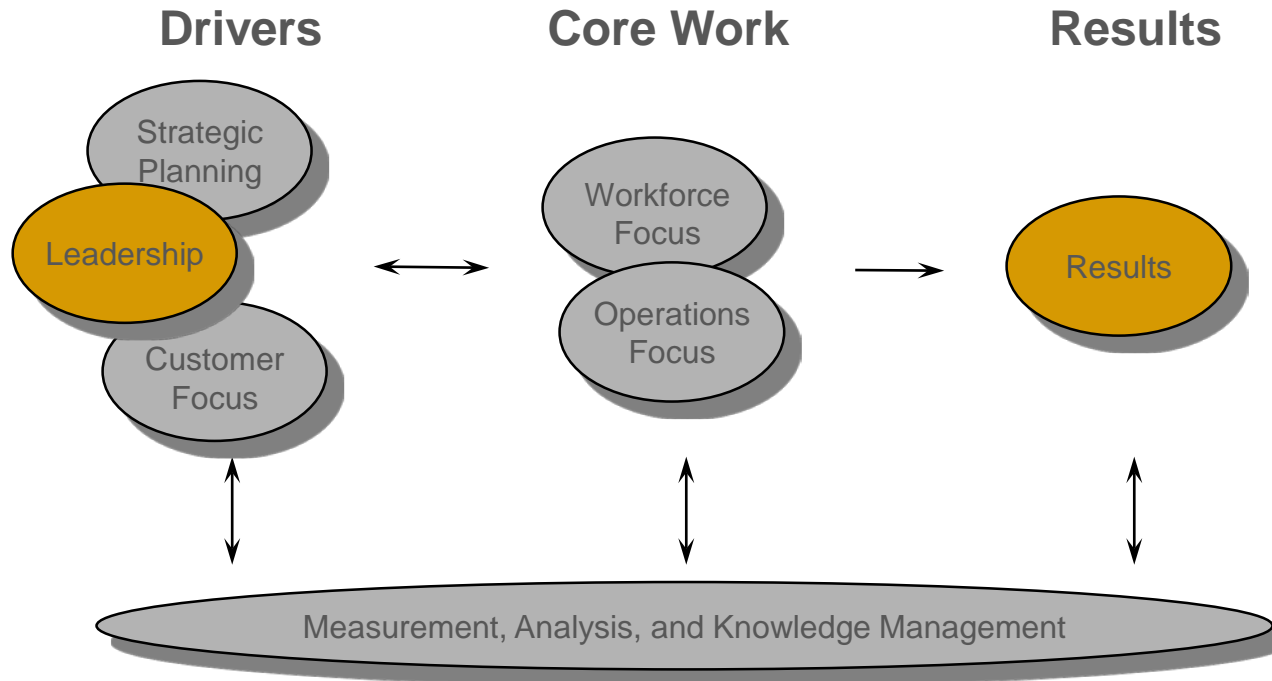 Drivers
Core Work
Results
Strategic
Planning
Leadership
Customer
Focus
Workforce
Focus
Operations
Focus
Results
Measurement, Analysis, and Knowledge Management